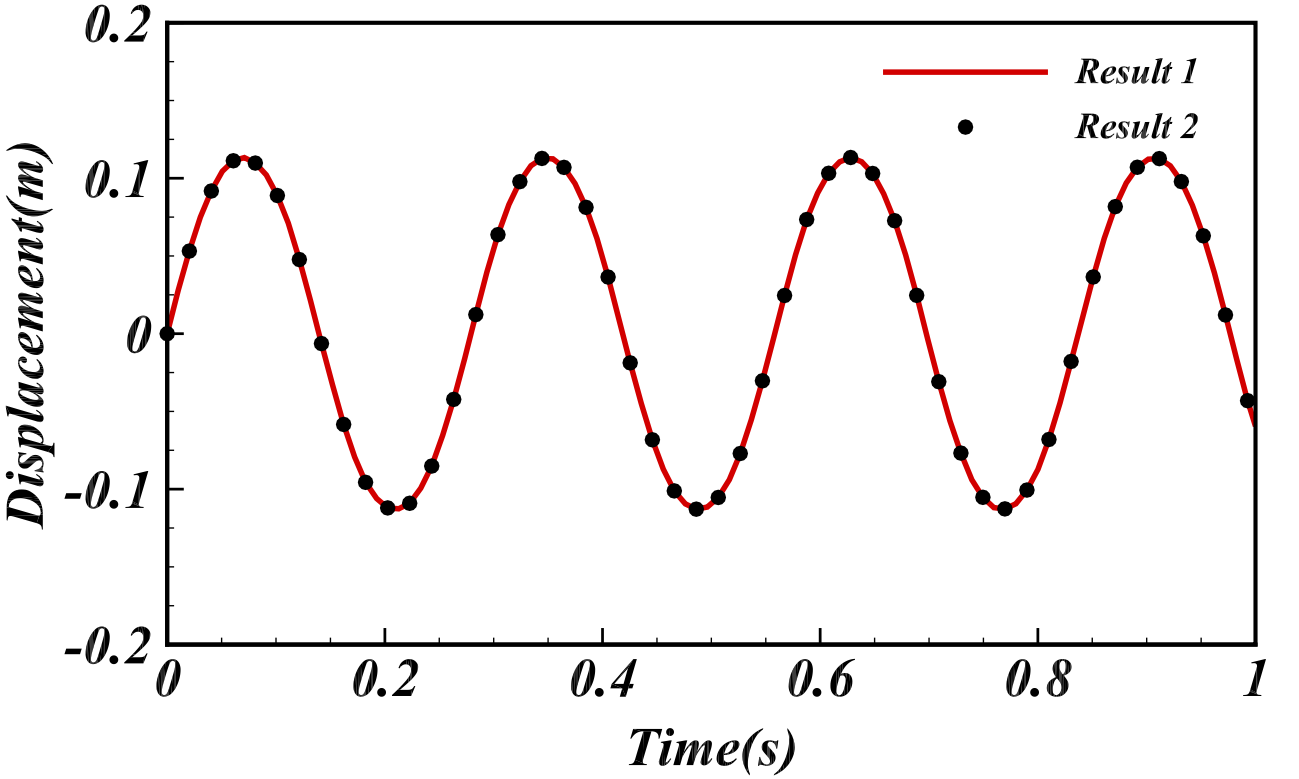 0.2
0.1
0
-0.1
-0.2
Displacement(m)
Result 1
Result 2
0 0.2 0.4 0.6 0.8 1
Time(s)